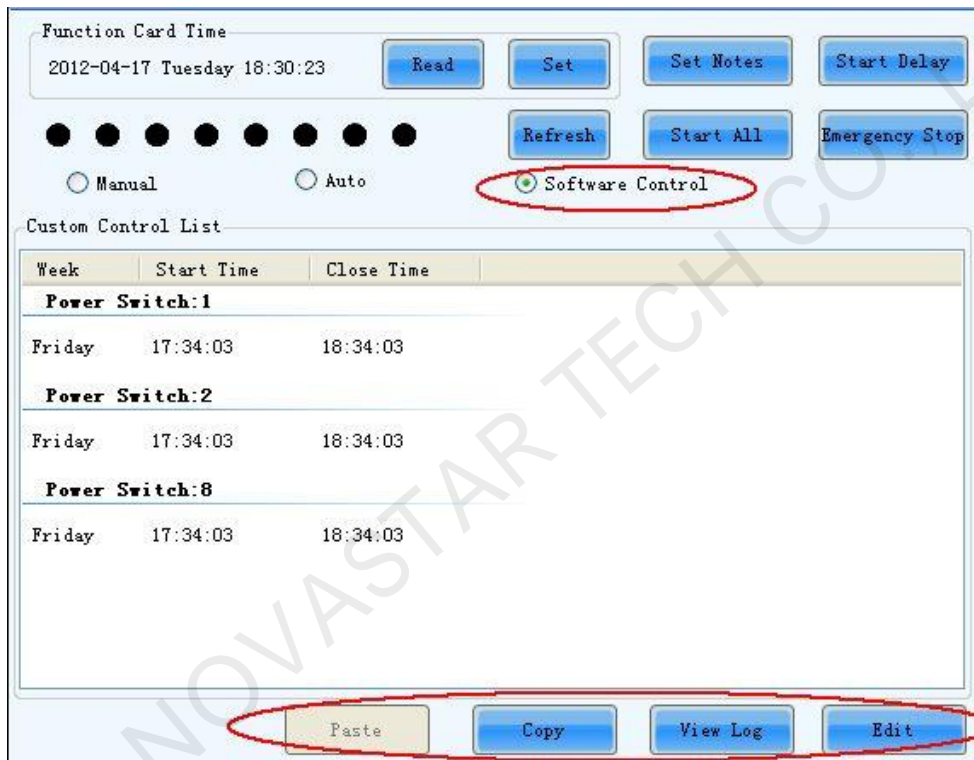 Function Card Time
2012-04-17 Tuesday 18:30:23 Read Set Set Notes Start Delay
Refresh Start All Emergency Stop
Manual Auto Software Control
Custom Control List
Week Start Time Close Time
Power Switch:1
Friday 17:34:03 18:34:03
Power Switch:2
Friday 17:34:03 18:34:03
Power Switch:8
Friday 17:34:03 18:34:03
Paste Copy View Log Edit
NOVASTAR TECH CO.,